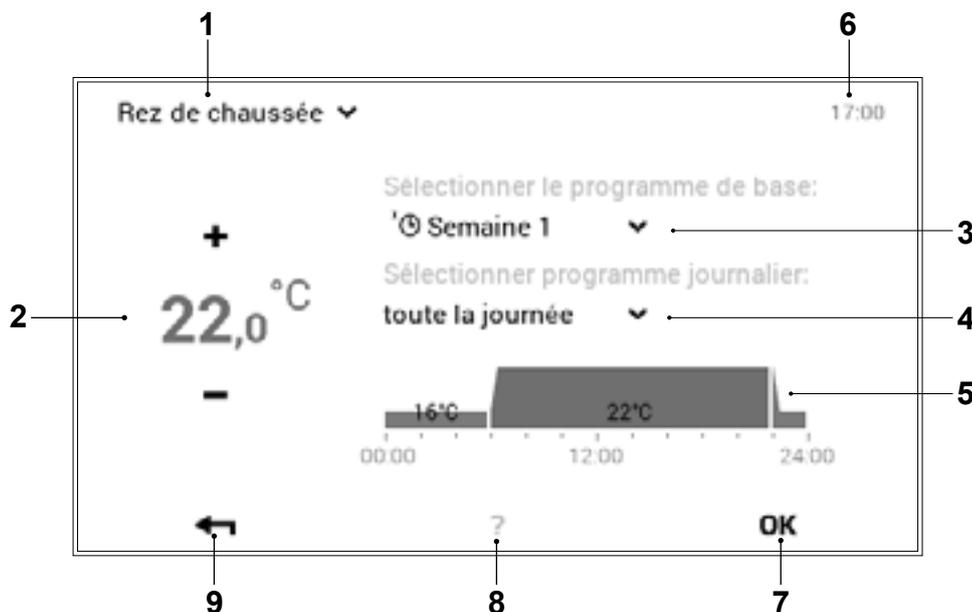 1
6
Rez de chaussée
17:00
Sélectionner le programme de base:
+
Semaine 1
3
Sélectionner programme journalier:
2
22,0 °C
toute la journée
4
−
5
16°C
22°C
00:00
12:00
24:00
?
OK
9
8
7